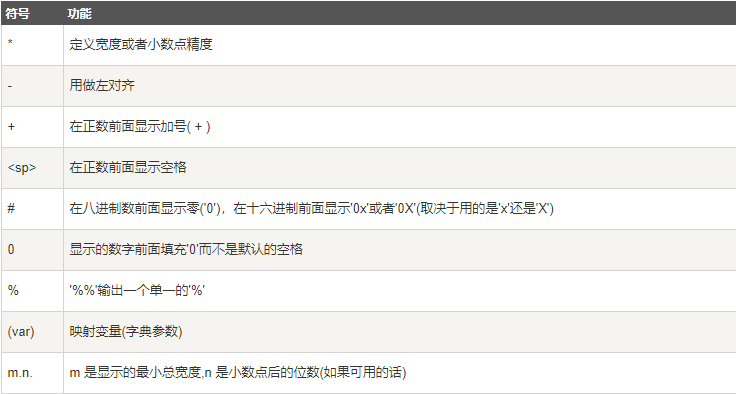 符号 功能
* 定义宽度或者小数点精度
- 用做左对齐
+ 在正数前面显示加号( + )
<sp> 在正数前面显示空格
# 在八进制数前面显示零('0')，在十六进制前面显示'0x'或者'0X'(取决于用的是'x'还是'X')
0 显示的数字前面填充'0'而不是默认的空格
% '%%'输出一个单一的'%'
(var) 映射变量(字典参数)
m.n. m 是显示的最小总宽度,n 是小数点后的位数(如果可用的话)